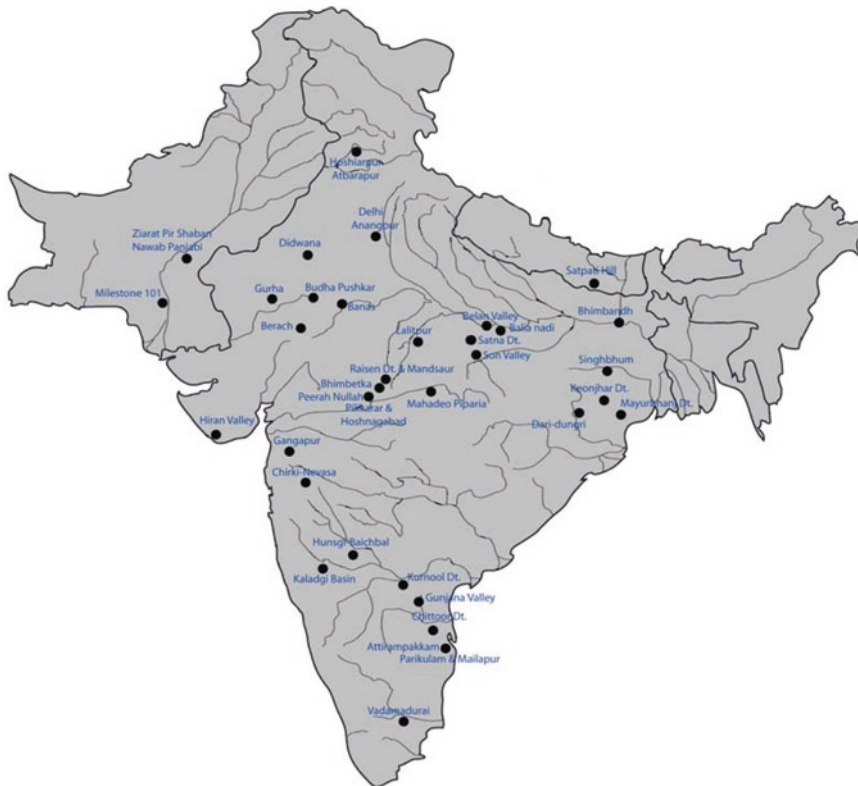 Hoshiarpur
Atbarapur
Delhi
Anangpur
Ziarat Pir Shaban
Nawab Panjabi
Didwana
Satpati Hill
Milestone 101
Gurha
Budha Pushkar
Banas
Berach
Belan Valley
Balia nadi
Bhimbandh
Lalitpur
Satna Dt.
Son Valley
Raisen Dt. & Mandsaur
Bhimbetka
Peerah Nullah
Pilikarar &
Hoshnagabad
Mahadeo Piparia
Singhbhum
Keonjhar Dt.
Mayurbhanj Dt.
Dari-dungri
Hiran Valley
Gangapur
Chirki-Nevasa
Hunsgi-Baichbal
Kaladgi Basin
Kurnool Dt.
Gunjana Valley
Chittoor Dt.
Attirampakkam
Parikulam & Mailapur
Vadamadurai